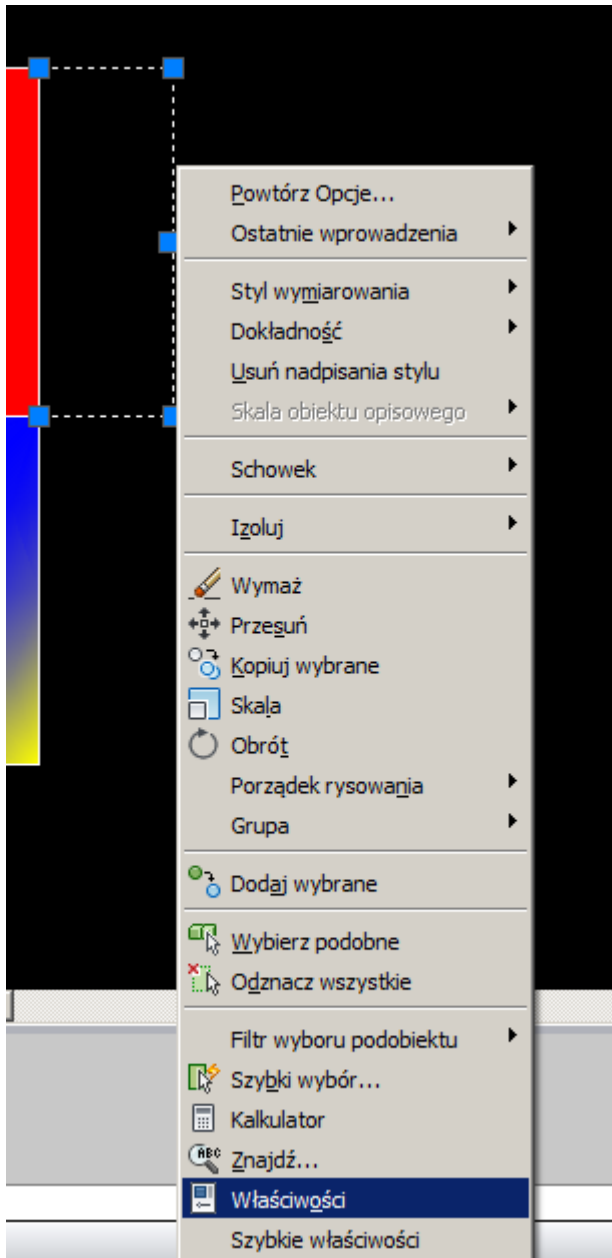 Powtórz Opcje...
Ostatnie wprowadzenia
Styl wymiarowania
Dokładność
Usuń nadpisania stylu
Skala obiektu opisowego
Schowek
Izoluj
Wymaż
Przesuń
Kopiuj wybrane
Skala
Obrót
Porządek rysowania
Grupa
Dodaj wybrane
Wybierz podobne
Odznacz wszystkie
Filtr wyboru podobiektu
Szybki wybór...
Kalkulator
ABC Znajdź...
Właściwości
Szybkie właściwości